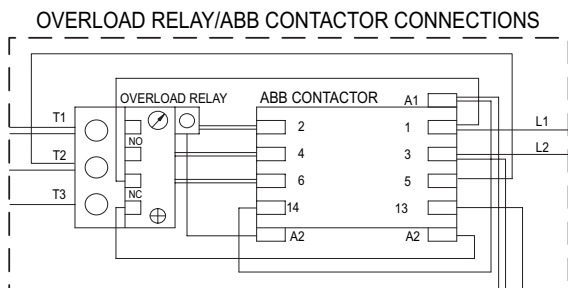 OVERLOAD RELAY/ABB CONTACTOR CONNECTIONS
OVERLOAD RELAY ABB CONTACTOR A1
T1 2 1 L1
NO
T2 4 3 L2
6 5
T3 NC
14 13
A2 A2